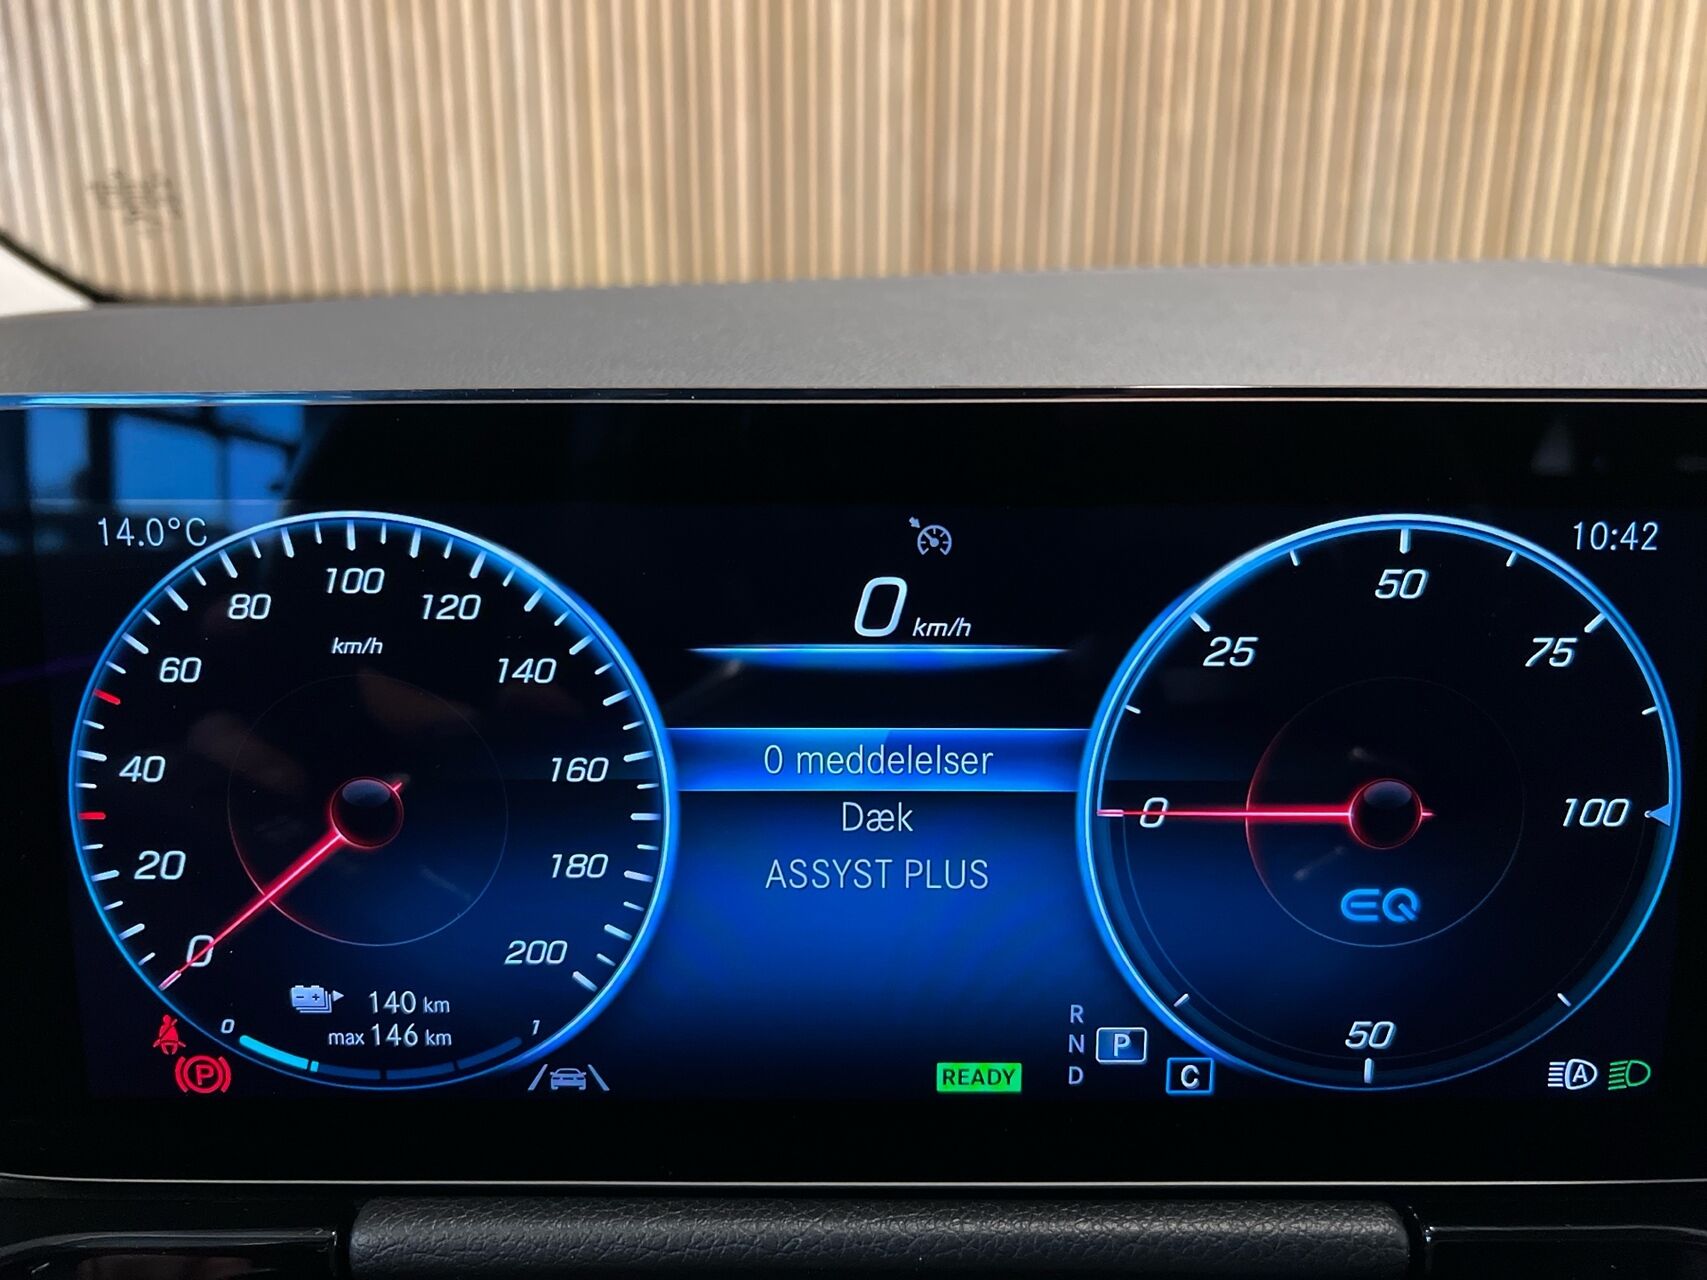 14.0°C
10:42
0 km/h
0 meddelelser
Dæk
ASSYST PLUS
0
20
40
60
80
100
120
140
160
180
200
km/h
140 km
max 146 km
0
1
P
READY
R
N
D
P
C
0
25
50
75
100
50
EQ
A